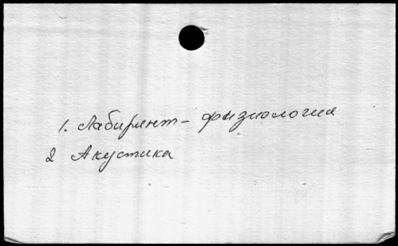 1. Лабиринт - физиология
2 Акустика